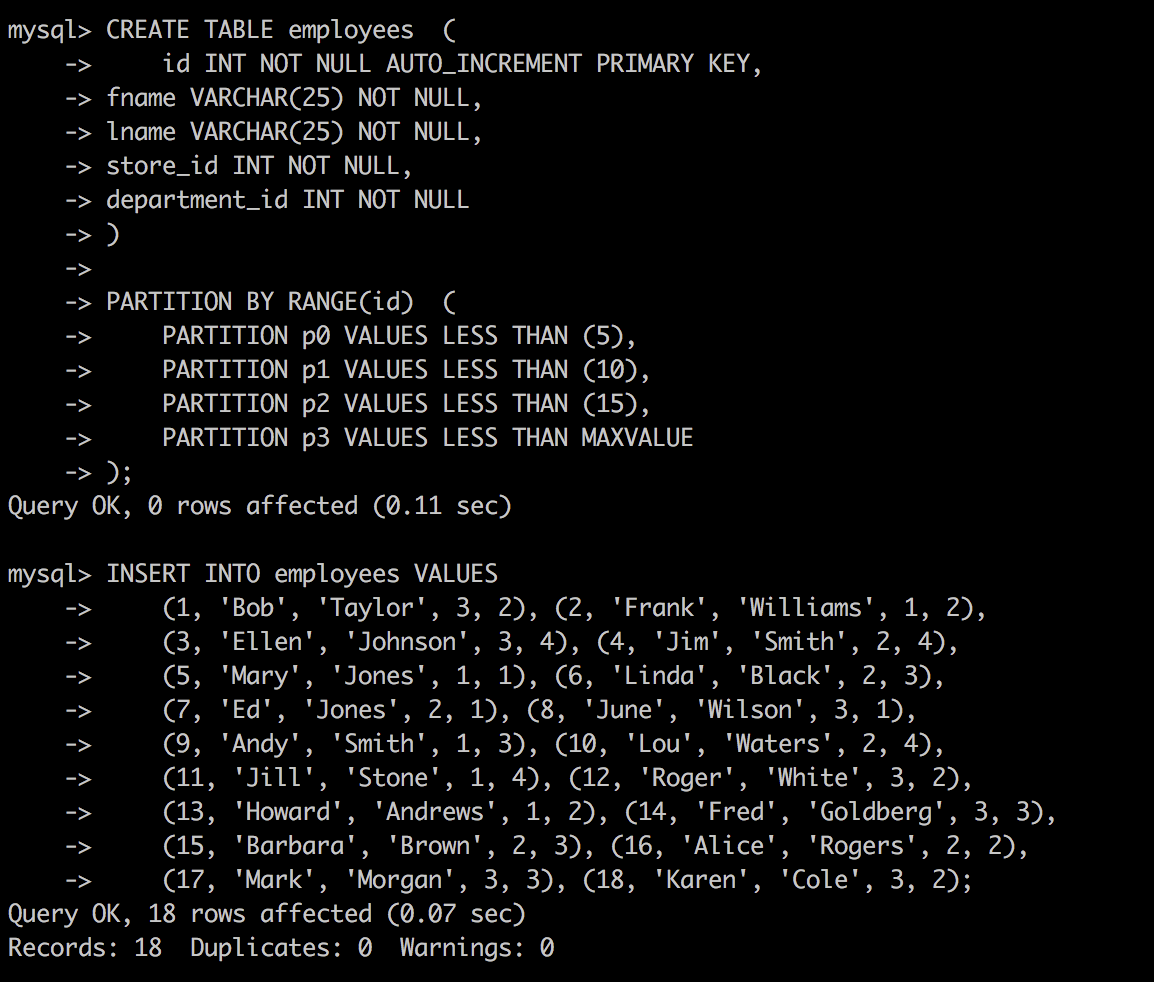 mysql> CREATE TABLE employees  (
    ->     id INT NOT NULL AUTO_INCREMENT PRIMARY KEY,
    -> fname VARCHAR(25) NOT NULL,
    -> lname VARCHAR(25) NOT NULL,
    -> store_id INT NOT NULL,
    -> department_id INT NOT NULL
    -> )
    ->
    -> PARTITION BY RANGE(id)  (
    ->     PARTITION p0 VALUES LESS THAN (5),
    ->     PARTITION p1 VALUES LESS THAN (10),
    ->     PARTITION p2 VALUES LESS THAN (15),
    ->     PARTITION p3 VALUES LESS THAN MAXVALUE
    -> );
Query OK, 0 rows affected (0.11 sec)

mysql> INSERT INTO employees VALUES
    ->     (1, 'Bob', 'Taylor', 3, 2), (2, 'Frank', 'Williams', 1, 2),
    ->     (3, 'Ellen', 'Johnson', 3, 4), (4, 'Jim', 'Smith', 2, 4),
    ->     (5, 'Mary', 'Jones', 1, 1), (6, 'Linda', 'Black', 2, 3),
    ->     (7, 'Ed', 'Jones', 2, 1), (8, 'June', 'Wilson', 3, 1),
    ->     (9, 'Andy', 'Smith', 1, 3), (10, 'Lou', 'Waters', 2, 4),
    ->     (11, 'Jill', 'Stone', 1, 4), (12, 'Roger', 'White', 3, 2),
    ->     (13, 'Howard', 'Andrews', 1, 2), (14, 'Fred', 'Goldberg', 3, 3),
    ->     (15, 'Barbara', 'Brown', 2, 3), (16, 'Alice', 'Rogers', 2, 2),
    ->     (17, 'Mark', 'Morgan', 3, 3), (18, 'Karen', 'Cole', 3, 2);
Query OK, 18 rows affected (0.07 sec)
Records: 18  Duplicates: 0  Warnings: 0